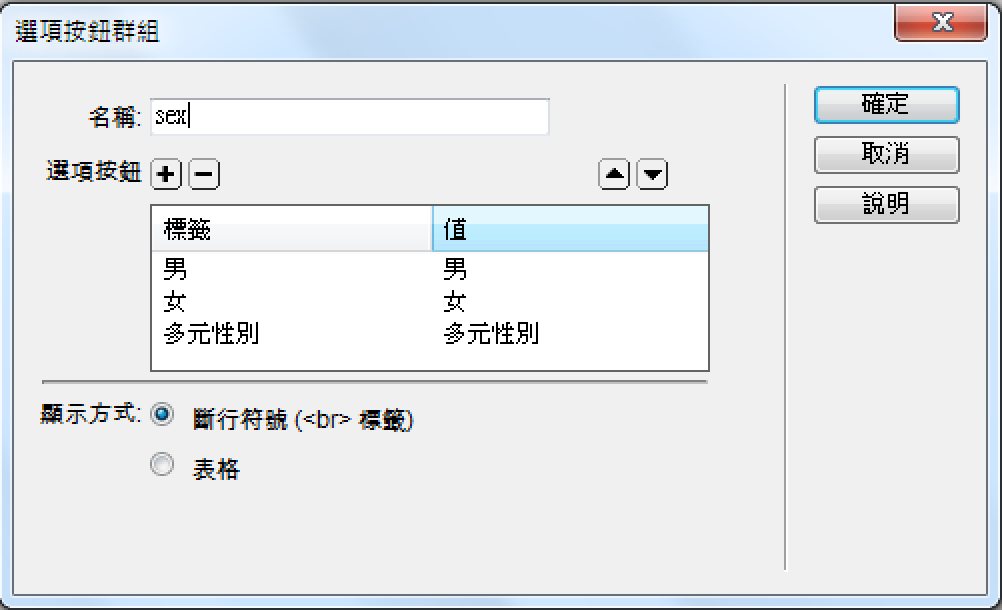 選項按鈕群組
名稱: sex
選項按鈕
標籤 值
男 男
女 女
多元性別 多元性別
顯示方式: 斷行符號 (<br> 標籤)
表格
確定
取消
說明